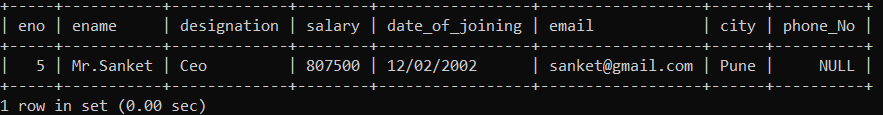 +-----+-----------+-------------+--------+-----------------+------------------+------+----------+
| eno | ename     | designation | salary | date_of_joining | email            | city | phone_No |
+-----+-----------+-------------+--------+-----------------+------------------+------+----------+
|   5 | Mr.Sanket | Ceo         | 807500 | 12/02/2002      | sanket@gmail.com | Pune |     NULL |
+-----+-----------+-------------+--------+-----------------+------------------+------+----------+
1 row in set (0.00 sec)